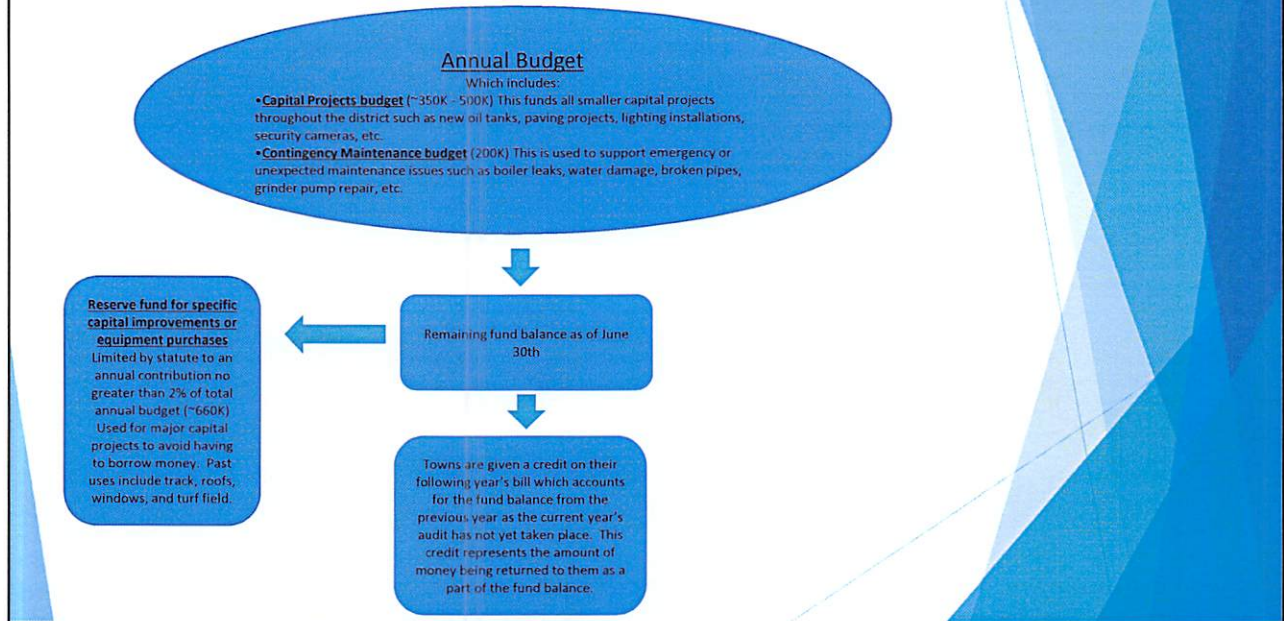 Annual Budget
Which includes:
•Capital Projects budget (~350K - 500K) This funds all smaller capital projects
throughout the district such as new oil tanks, paving projects, lighting installations,
security cameras, etc.
•Contingency Maintenance budget (200K) This is used to support emergency or
unexpected maintenance issues such as boiler leaks, water damage, broken pipes,
grinder pump repair, etc.
Reserve fund for specific
capital improvements or
equipment purchases
Limited by statute to an
annual contribution no
greater than 2% of total
annual budget (~660K)
Used for major capital
projects to avoid having
to borrow money. Past
uses include track, roofs,
windows, and turf field.
Remaining fund balance as of June
30th
Towns are given a credit on their
following year's bill which accounts
for the fund balance from the
previous year as the current year's
audit has not yet taken place. This
credit represents the amount of
money being returned to them as a
part of the fund balance.